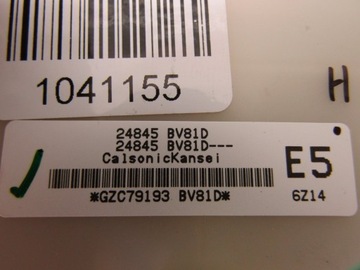 1041155
H
24845 BV81D
24845 BV81D---
CalsonicKansei
*GZC79193 BV81D*
E5
6Z14